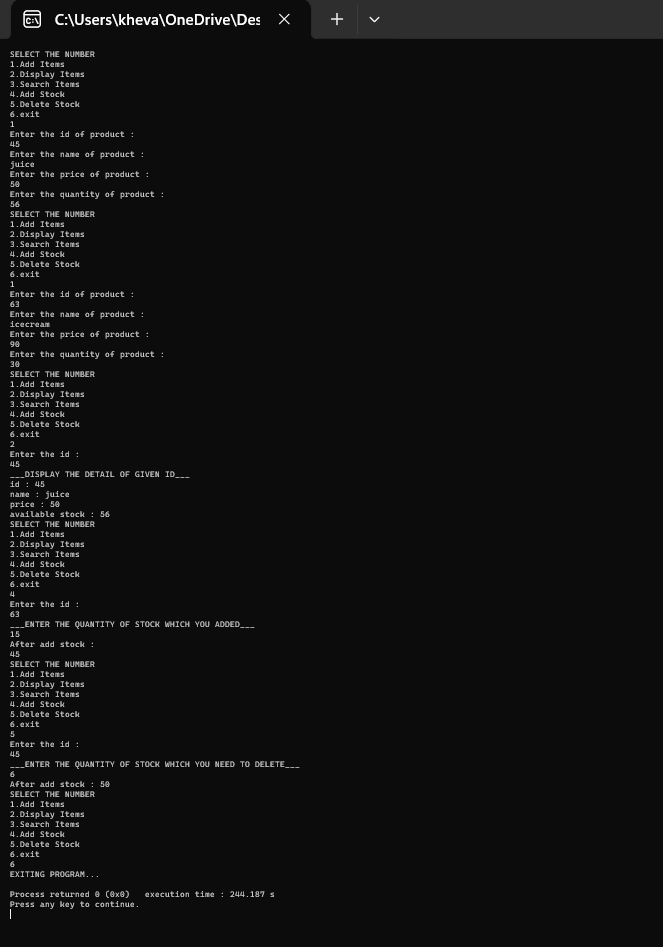 C:\Users\kheva\OneDrive\Des
SELECT THE NUMBER
1.Add Items
2.Display Items
3.Search Items
4.Add Stock
5.Delete Stock
6.exit
1
Enter the id of product :
45
Enter the name of product :
juice
Enter the price of product :
50
Enter the quantity of product :
56
SELECT THE NUMBER
1.Add Items
2.Display Items
3.Search Items
4.Add Stock
5.Delete Stock
6.exit
1
Enter the id of product :
63
Enter the name of product :
icecream
Enter the price of product :
90
Enter the quantity of product :
30
SELECT THE NUMBER
1.Add Items
2.Display Items
3.Search Items
4.Add Stock
5.Delete Stock
6.exit
2
Enter the id :
45
___DISPLAY THE DETAIL OF GIVEN ID___
id : 45
name : juice
price : 50
available stock : 56
SELECT THE NUMBER
1.Add Items
2.Display Items
3.Search Items
4.Add Stock
5.Delete Stock
6.exit
4
Enter the id :
63
___ENTER THE QUANTITY OF STOCK WHICH YOU ADDED___
15
After add stock :
45
SELECT THE NUMBER
1.Add Items
2.Display Items
3.Search Items
4.Add Stock
5.Delete Stock
6.exit
5
Enter the id :
45
___ENTER THE QUANTITY OF STOCK WHICH YOU NEED TO DELETE___
6
After add stock : 50
SELECT THE NUMBER
1.Add Items
2.Display Items
3.Search Items
4.Add Stock
5.Delete Stock
6.exit
6
EXITING PROGRAM...
Process returned 0 (0x0)   execution time : 244.187 s
Press any key to continue.